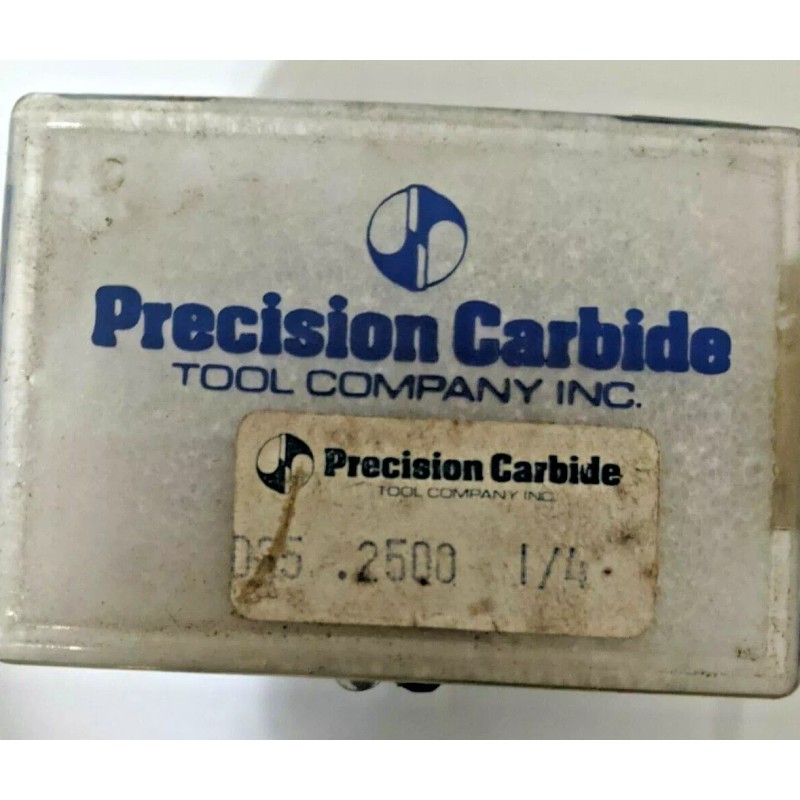 Precision Carbide
TOOL COMPANY INC.
Precision Carbide
TOOL COMPANY INC.
.2500 1/4